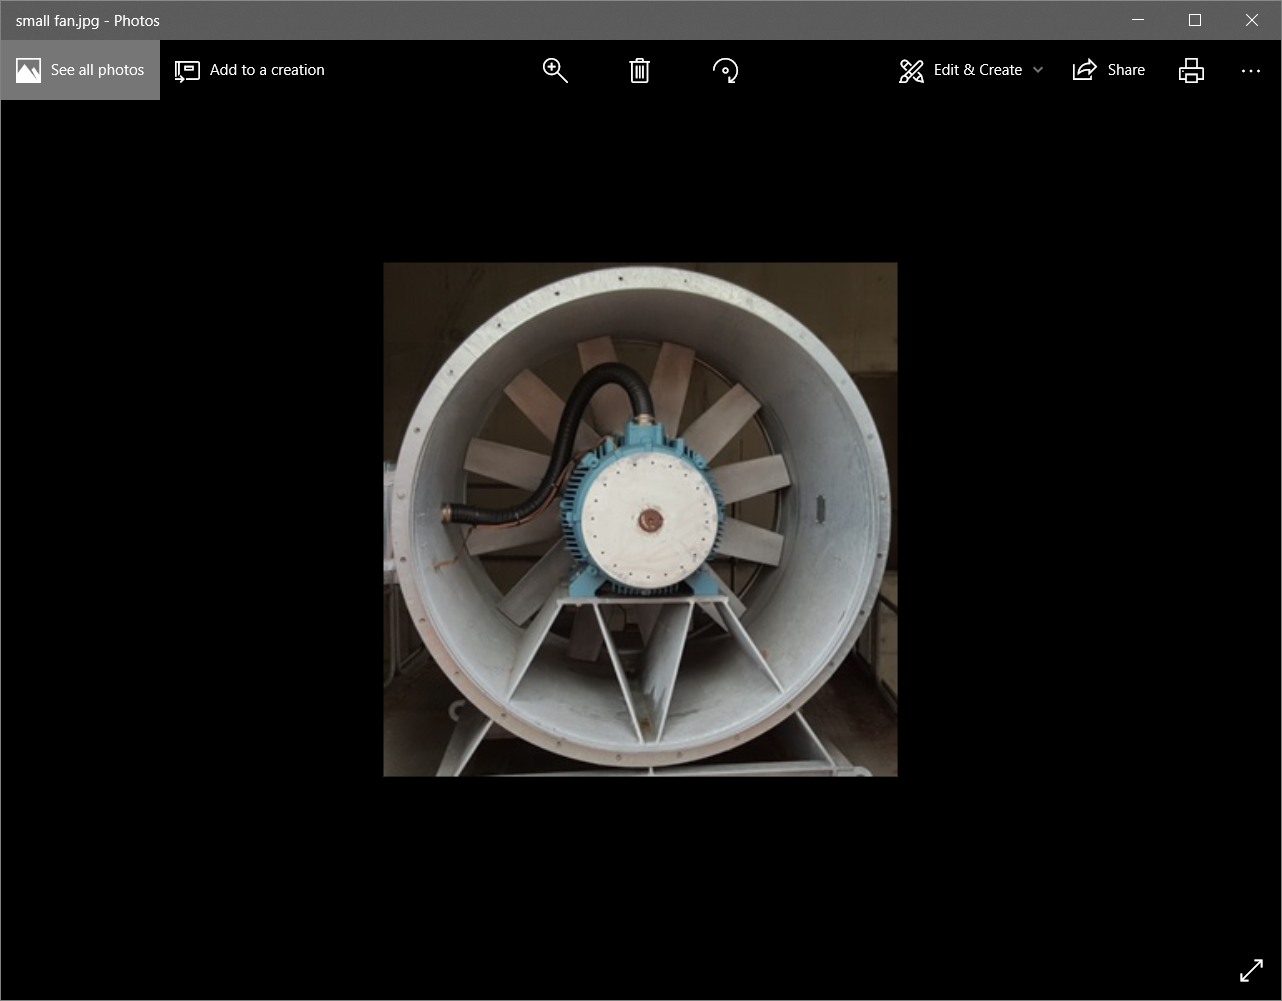 small fan.jpg - Photos
See all photos
Add to a creation
Edit & Create
Share